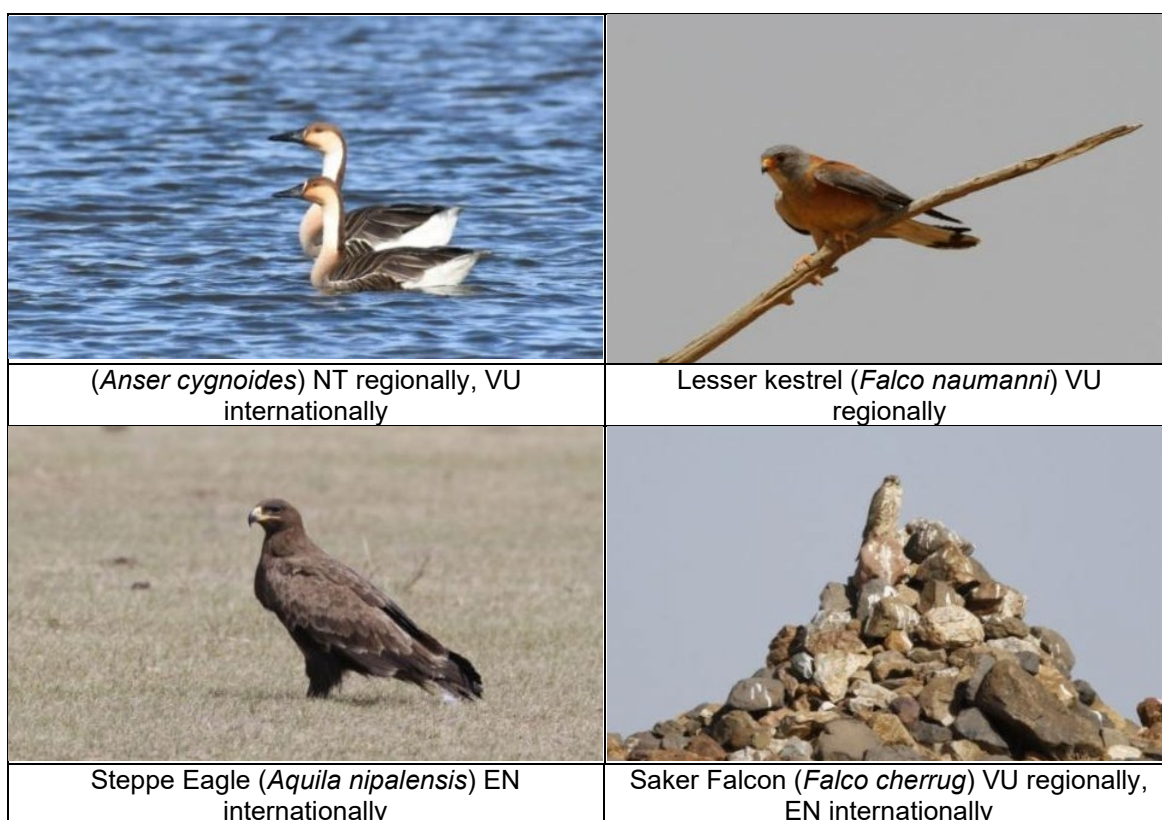 (Anser cygnoides) NT regionally, VU
internationally
Lesser kestrel (Falco naumanni) VU
regionally
Steppe Eagle (Aquila nipalensis) EN
internationally
Saker Falcon (Falco cherrug) VU regionally,
EN internationally